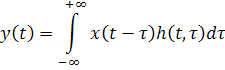 y(t) = ∫_{-∞}^{+∞} x(t − τ)h(t, τ)dτ